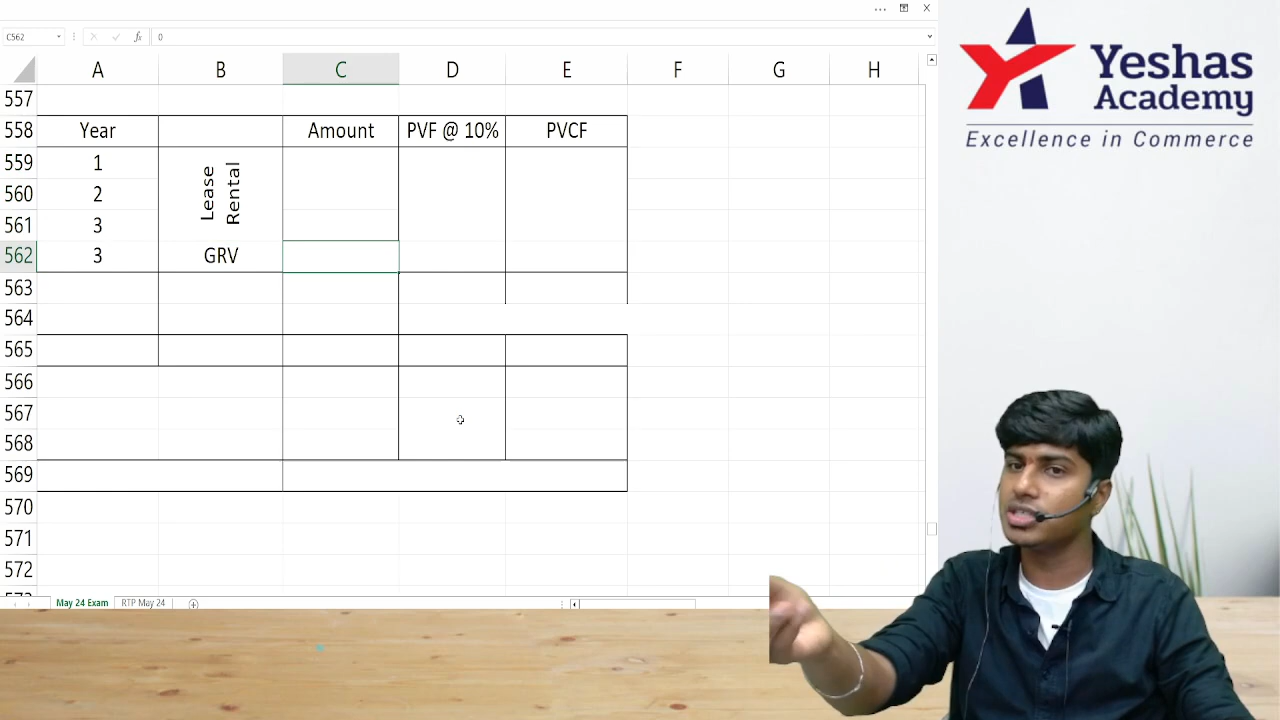 C562
fx
0
A B C D E F G H
557
558 Year Amount PVF @ 10% PVCF
559 1
Lease
Rental
560 2
561 3
562 3 GRV
563
564
565
566
567
568
569
570
571
572
May 24 Exam RTP May 24
Yeshas
Academy
Excellence in Commerce